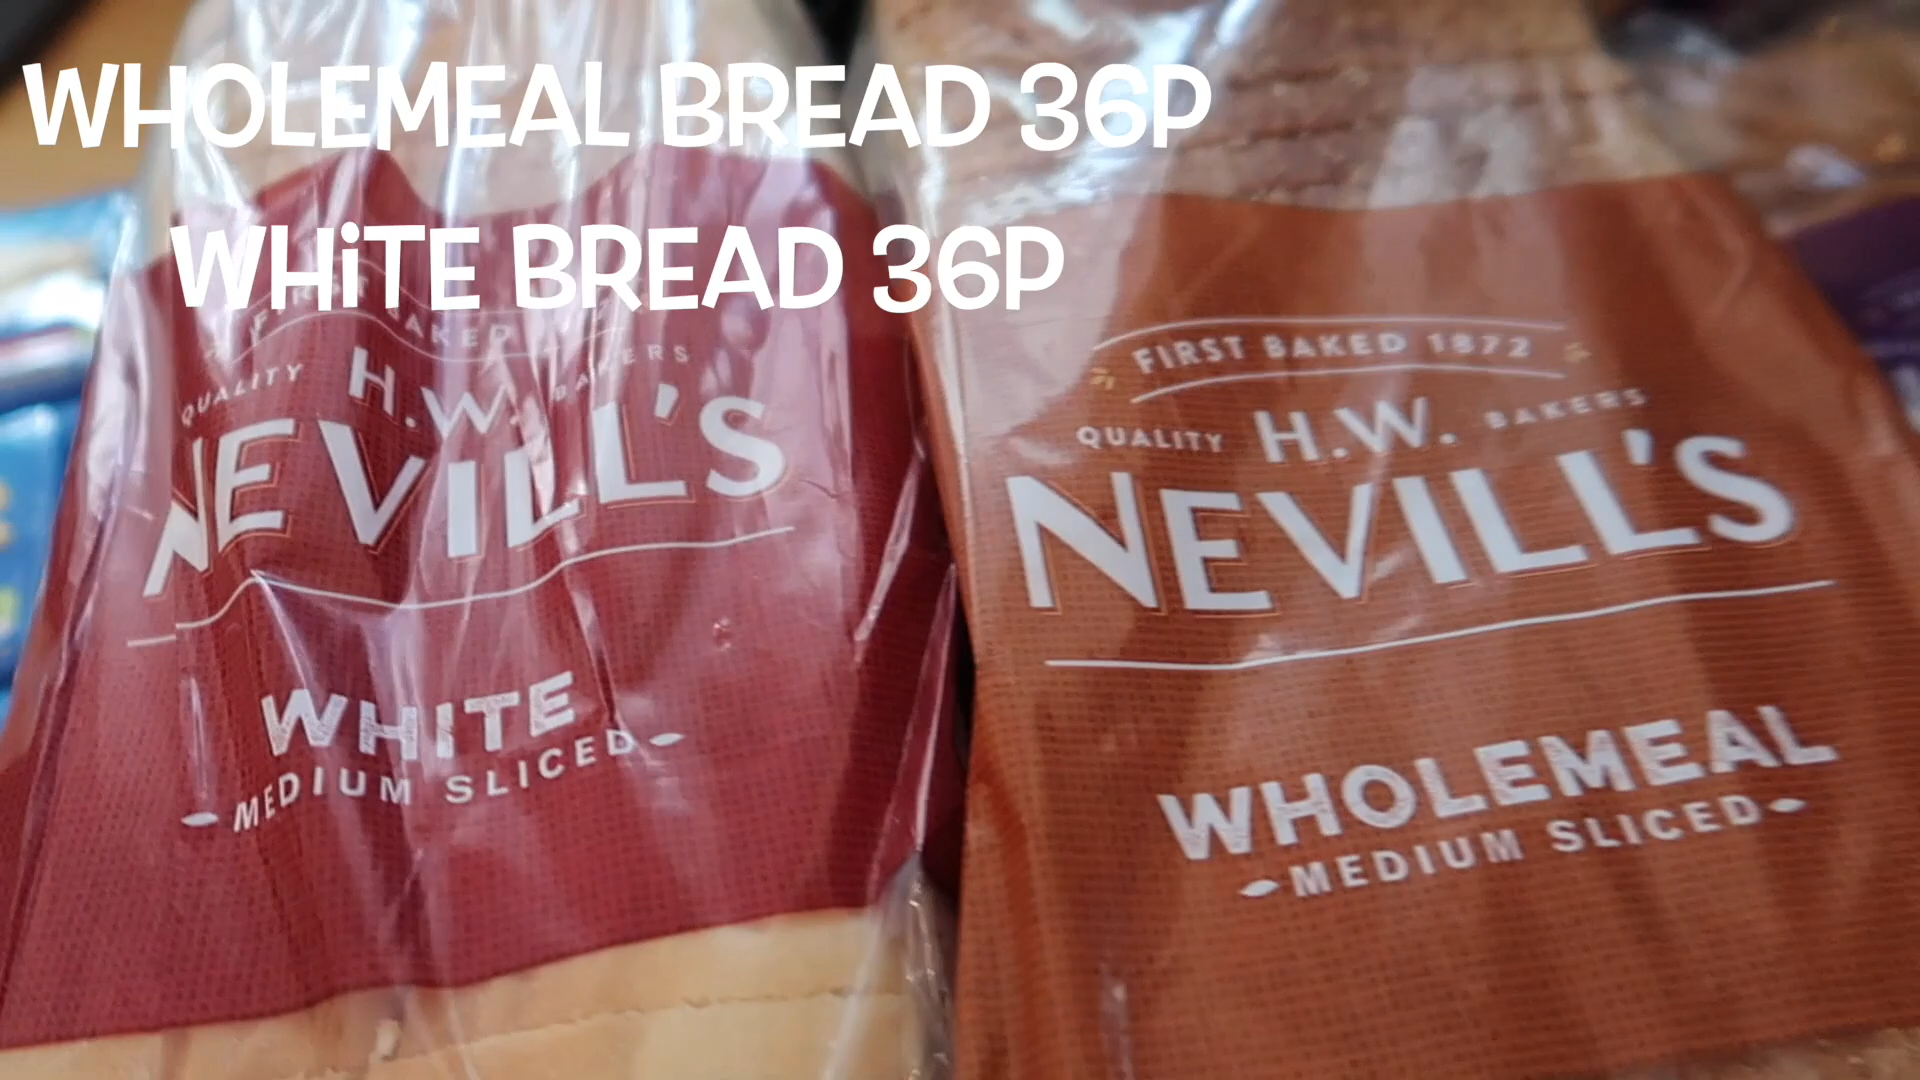 WHOLEMEAL BREAD 36P
WHiTE BREAD 36P
BAKED
QUALITY H.W. BAKERS
NEVILL'S
WHITE
MEDIUM SLICED
FIRST BAKED 1872
QUALITY H.W. BAKERS
NEVILL'S
WHOLEMEAL
MEDIUM SLICED